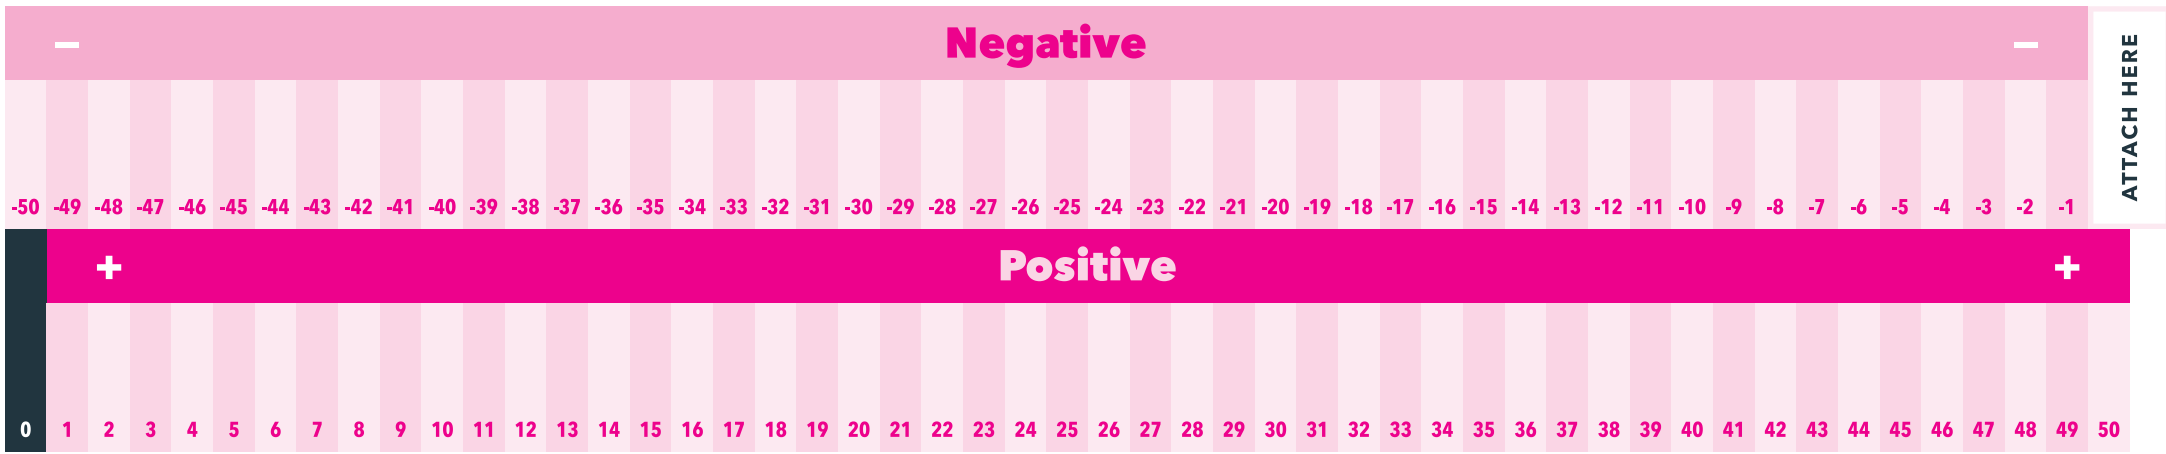 − Negative −
ATTACH HERE
-50 -49 -48 -47 -46 -45 -44 -43 -42 -41 -40 -39 -38 -37 -36 -35 -34 -33 -32 -31 -30 -29 -28 -27 -26 -25 -24 -23 -22 -21 -20 -19 -18 -17 -16 -15 -14 -13 -12 -11 -10 -9 -8 -7 -6 -5 -4 -3 -2 -1
+ Positive +
0 1 2 3 4 5 6 7 8 9 10 11 12 13 14 15 16 17 18 19 20 21 22 23 24 25 26 27 28 29 30 31 32 33 34 35 36 37 38 39 40 41 42 43 44 45 46 47 48 49 50